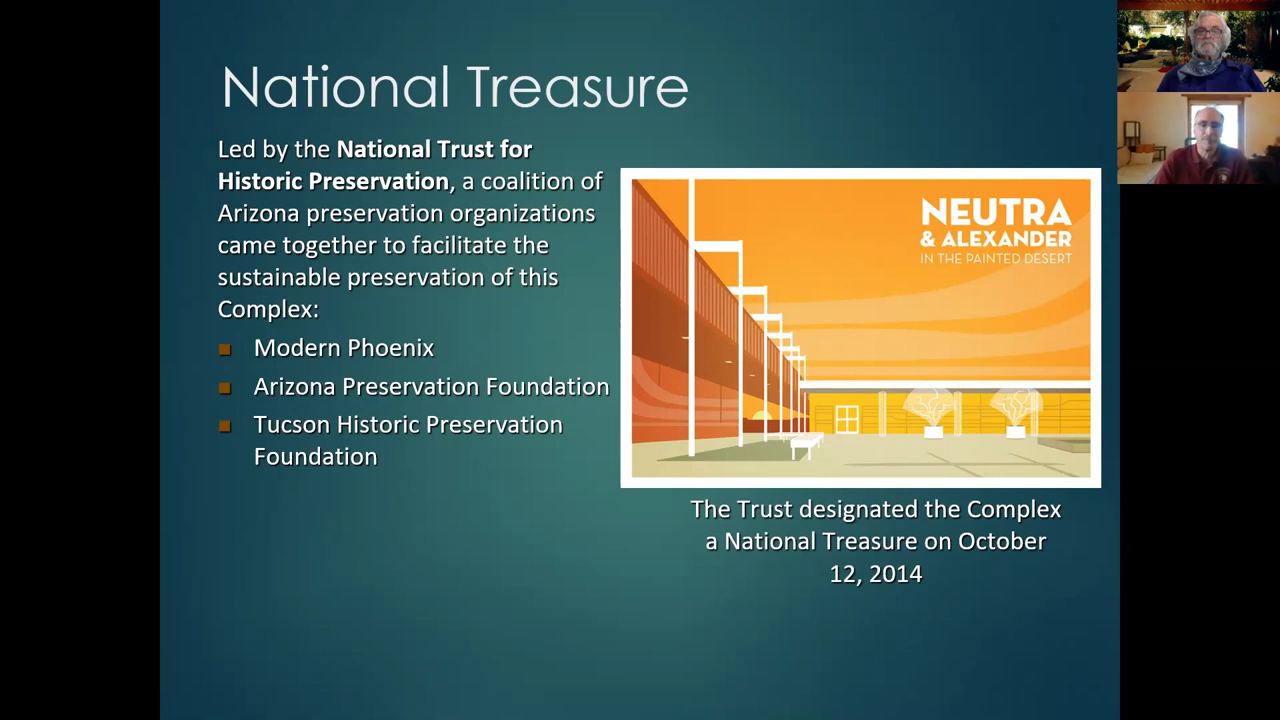 National Treasure
Led by the National Trust for
Historic Preservation, a coalition of
Arizona preservation organizations
came together to facilitate the
sustainable preservation of this
Complex:
Modern Phoenix
Arizona Preservation Foundation
Tucson Historic Preservation
Foundation
NEUTRA
& ALEXANDER
IN THE PAINTED DESERT
The Trust designated the Complex
a National Treasure on October
12, 2014